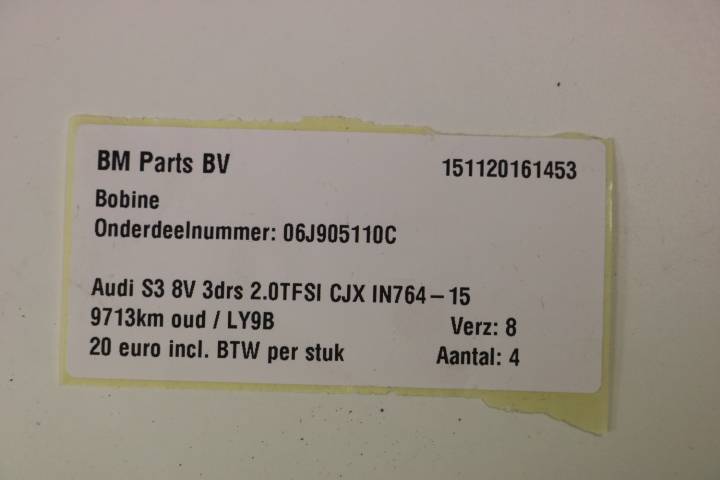 BM Parts BV 151120161453
Bobine
Onderdeelnummer: 06J905110C
Audi S3 8V 3drs 2.0TFSI CJX IN764-15
9713km oud / LY9B Verz: 8
20 euro incl. BTW per stuk Aantal: 4